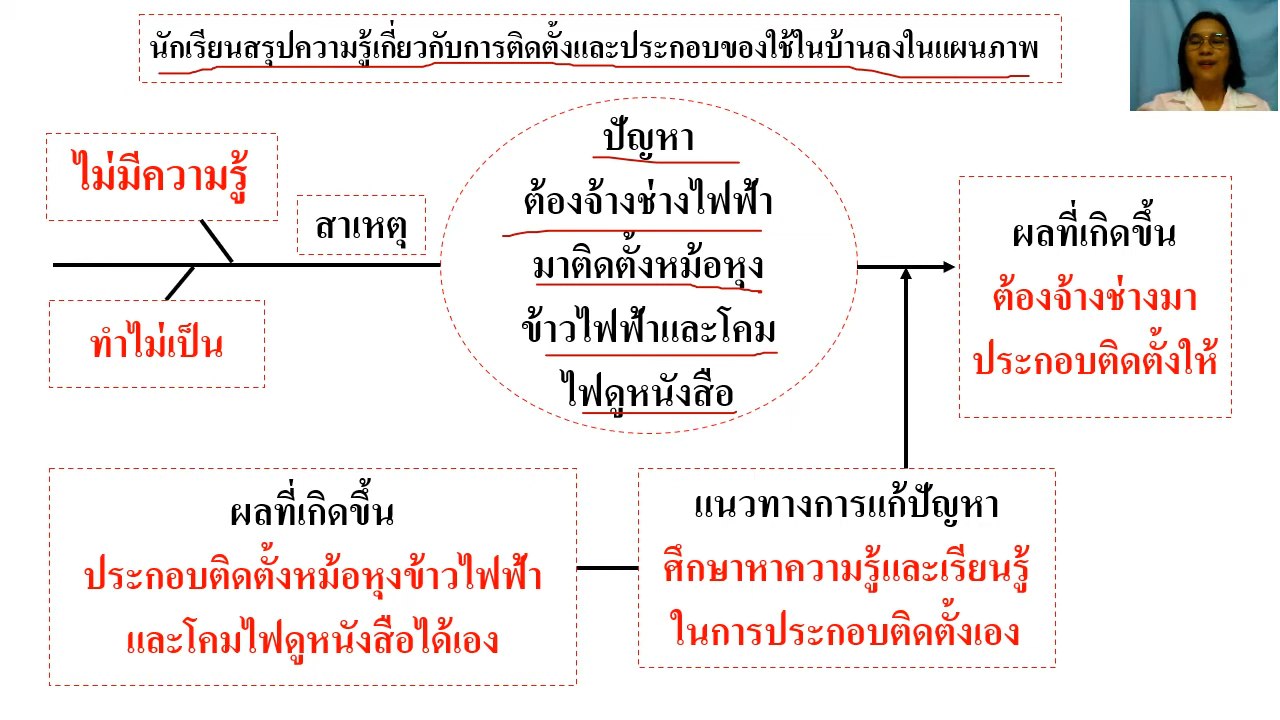 นักเรียนสรุปความรู้เกี่ยวกับการติดตั้งและประกอบของใช้ในบ้านลงในแผนภาพ
ไม่มีความรู้
สาเหตุ
ทำไม่เป็น
ปัญหา
ต้องจ้างช่างไฟฟ้า
มาติดตั้งหม้อหุง
ข้าวไฟฟ้าและโคม
ไฟดูหนังสือ
ผลที่เกิดขึ้น
ต้องจ้างช่างมา
ประกอบติดตั้งให้
ผลที่เกิดขึ้น
ประกอบติดตั้งหม้อหุงข้าวไฟฟ้า
และโคมไฟดูหนังสือได้เอง
แนวทางการแก้ปัญหา
ศึกษาหาความรู้และเรียนรู้
ในการประกอบติดตั้งเอง